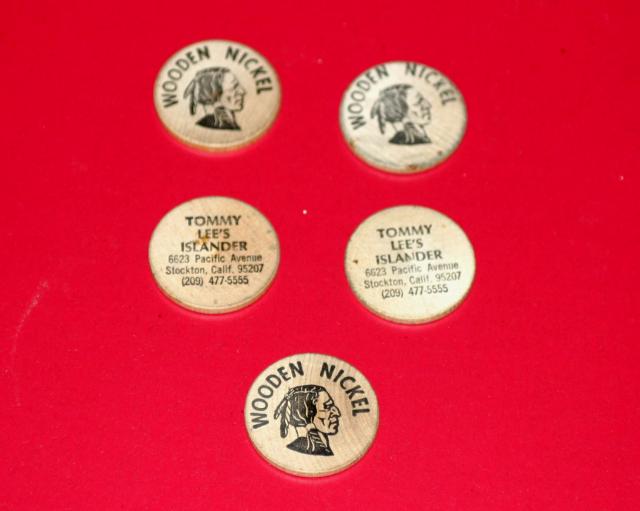 WOODEN NICKEL
WOODEN NICKEL
TOMMY
LEE'S
ISLANDER
6623 Pacific Avenue
Stockton, Calif. 95207
(209) 477-5555
TOMMY
LEE'S
ISLANDER
6623 Pacific Avenue
Stockton, Calif. 95207
(209) 477-5555
WOODEN NICKEL